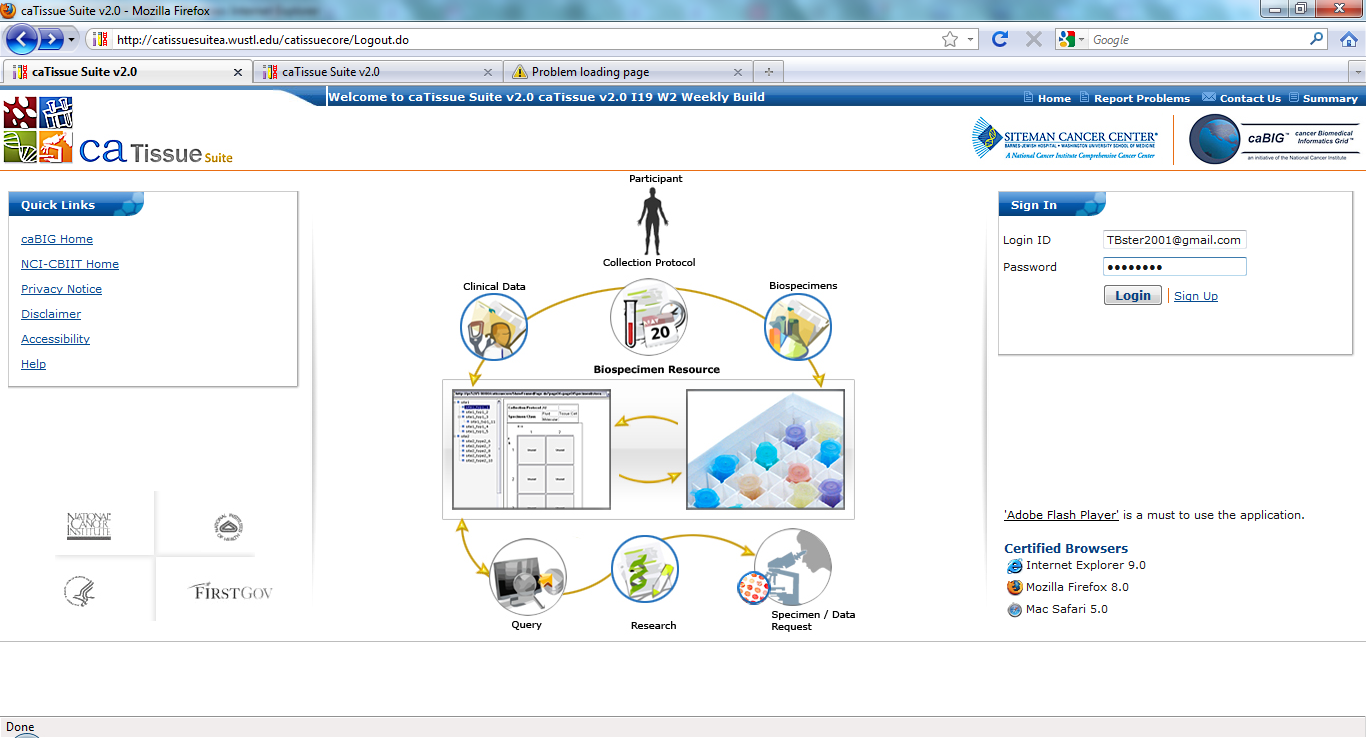 caTissue Suite v2.0 - Mozilla Firefox
http://catissuesuitea.wustl.edu/catissuecore/Logout.do
Google
caTissue Suite v2.0
caTissue Suite v2.0
Problem loading page
Welcome to caTissue Suite v2.0 caTissue v2.0 I19 W2 Weekly Build
Home
Report Problems
Contact Us
Summary
ca Tissue Suite
SITEMAN CANCER CENTER®
BARNES-JEWISH HOSPITAL • WASHINGTON UNIVERSITY SCHOOL OF MEDICINE
A National Cancer Institute Comprehensive Cancer Center
caBIG™
cancer Biomedical
Informatics Grid™
an initiative of the National Cancer Institute
Quick Links
caBIG Home
NCI-CBIIT Home
Privacy Notice
Disclaimer
Accessibility
Help
NATIONAL
CANCER
INSTITUTE
FIRSTGOV
Participant
Collection Protocol
Clinical Data
MAY
20
Biospecimens
Biospecimen Resource
Query
Research
Specimen / Data
Request
Sign In
Login ID
TBster2001@gmail.com
Password
Login
Sign Up
'Adobe Flash Player' is a must to use the application.
Certified Browsers
Internet Explorer 9.0
Mozilla Firefox 8.0
Mac Safari 5.0
Done